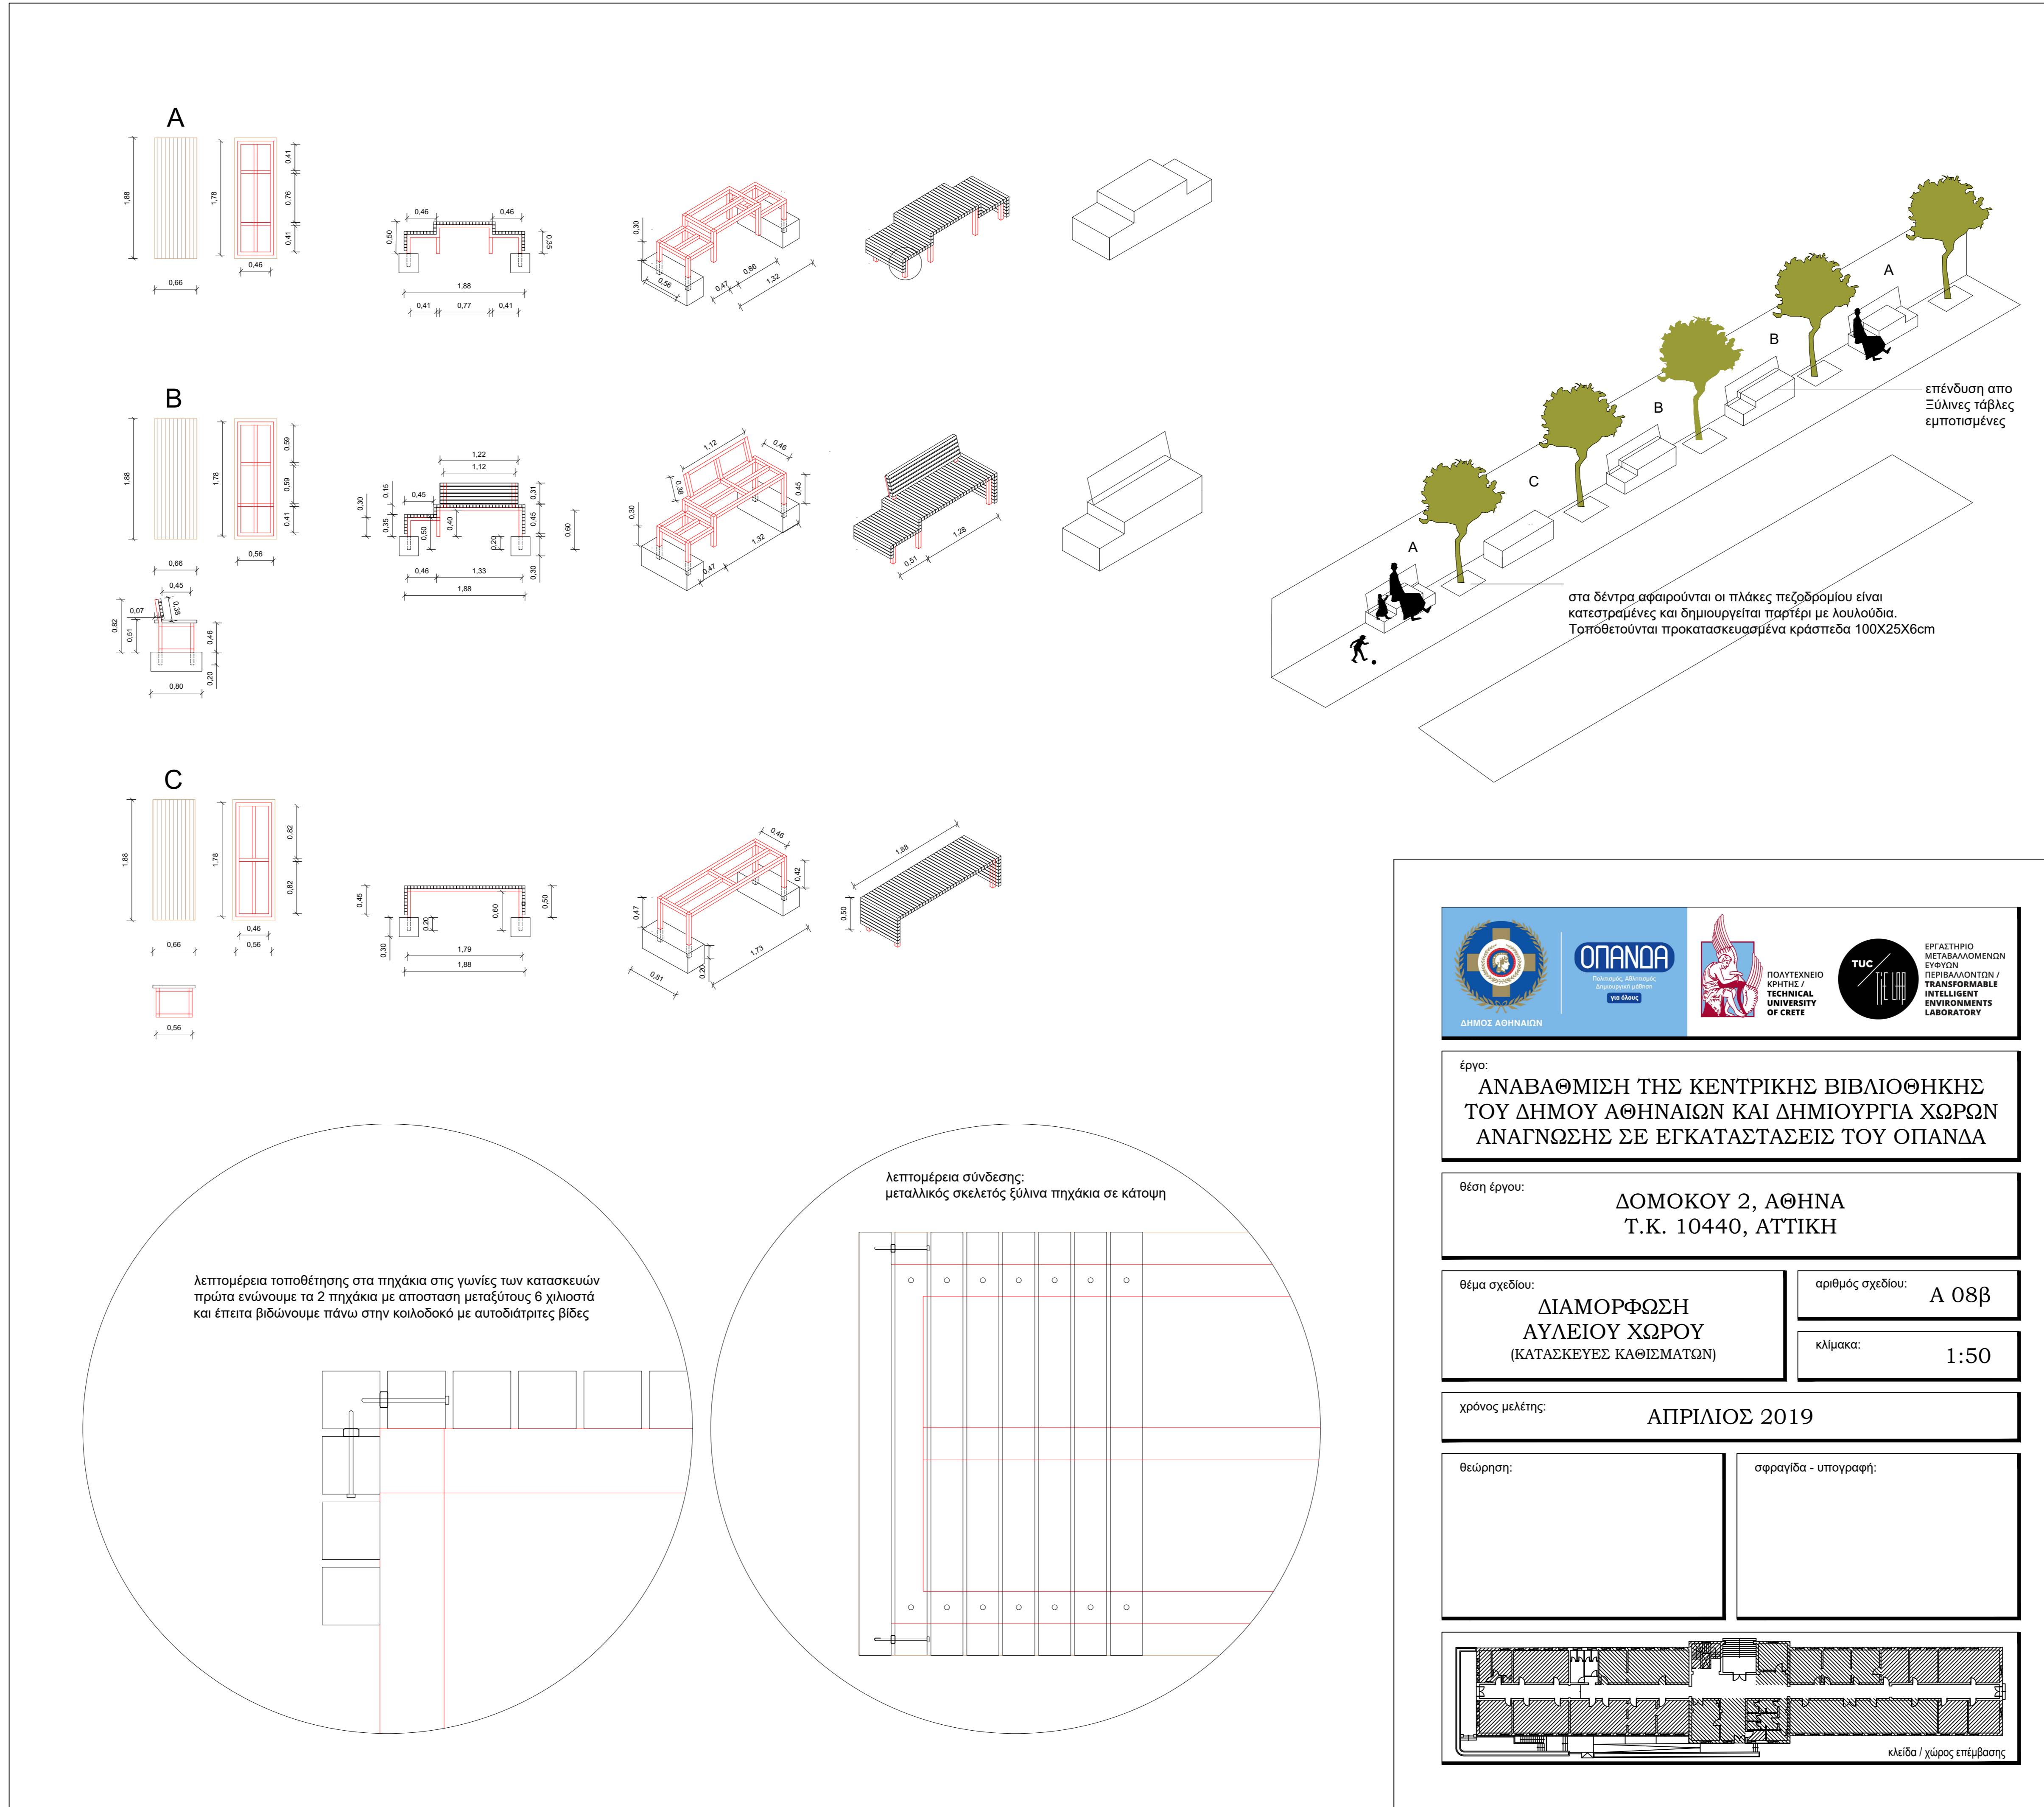 A
1,88
0,66
1,78
0,46
0,41
0,76
0,41
0,46
0,46
0,50
0,35
1,88
0,41
0,77
0,41
0,30
0,56
0,47
0,86
1,32
B
1,88
0,66
1,78
0,56
0,59
0,59
0,41
1,22
1,12
0,45
0,30
0,15
0,35
0,50
0,40
0,20
0,31
0,45
0,30
0,60
0,46
1,33
1,88
1,12
0,46
0,38
0,45
0,30
0,47
1,32
0,51
1,28
0,45
0,07
0,38
0,82
0,51
0,46
0,20
0,80
C
1,88
0,66
1,78
0,46
0,56
0,82
0,82
0,56
0,45
0,30
0,20
0,60
0,50
1,79
1,88
0,46
0,42
0,47
0,20
0,81
1,73
1,88
0,50
A
B
B
C
A
επένδυση απο
Ξύλινες τάβλες
εμποτισμένες
στα δέντρα αφαιρούνται οι πλάκες πεζοδρομίου είναι
κατεστραμένες και δημιουργείται παρτέρι με λουλούδια.
Τοποθετούνται προκατασκευασμένα κράσπεδα 100Χ25Χ6cm
λεπτομέρεια τοποθέτησης στα πηχάκια στις γωνίες των κατασκευών
πρώτα ενώνουμε τα 2 πηχάκια με αποσταση μεταξύτους 6 χιλιοστά
και έπειτα βιδώνουμε πάνω στην κοιλοδοκό με αυτοδιάτριτες βίδες
λεπτομέρεια σύνδεσης:
μεταλλικός σκελετός ξύλινα πηχάκια σε κάτοψη
ΔΗΜΟΣ ΑΘΗΝΑΙΩΝ
ΟΠΑΝΔΑ
Πολιτισμός, Αθλητισμός
Δημιουργική μάθηση
για όλους
ΠΟΛΥΤΕΧΝΕΙΟ
ΚΡΗΤΗΣ /
TECHNICAL
UNIVERSITY
OF CRETE
TUC
TIE LAB
ΕΡΓΑΣΤΗΡΙΟ
ΜΕΤΑΒΑΛΛΟΜΕΝΩΝ
ΕΥΦΥΩΝ
ΠΕΡΙΒΑΛΛΟΝΤΩΝ /
TRANSFORMABLE
INTELLIGENT
ENVIRONMENTS
LABORATORY
έργο:
ΑΝΑΒΑΘΜΙΣΗ ΤΗΣ ΚΕΝΤΡΙΚΗΣ ΒΙΒΛΙΟΘΗΚΗΣ
ΤΟΥ ΔΗΜΟΥ ΑΘΗΝΑΙΩΝ ΚΑΙ ΔΗΜΙΟΥΡΓΙΑ ΧΩΡΩΝ
ΑΝΑΓΝΩΣΗΣ ΣΕ ΕΓΚΑΤΑΣΤΑΣΕΙΣ ΤΟΥ ΟΠΑΝΔΑ
θέση έργου:
ΔΟΜΟΚΟΥ 2, ΑΘΗΝΑ
Τ.Κ. 10440, ΑΤΤΙΚΗ
θέμα σχεδίου:
ΔΙΑΜΟΡΦΩΣΗ
ΑΥΛΕΙΟΥ ΧΩΡΟΥ
(ΚΑΤΑΣΚΕΥΕΣ ΚΑΘΙΣΜΑΤΩΝ)
αριθμός σχεδίου:
Α 08β
κλίμακα:
1:50
χρόνος μελέτης:
ΑΠΡΙΛΙΟΣ 2019
θεώρηση:
σφραγίδα - υπογραφή:
κλείδα / χώρος επέμβασης